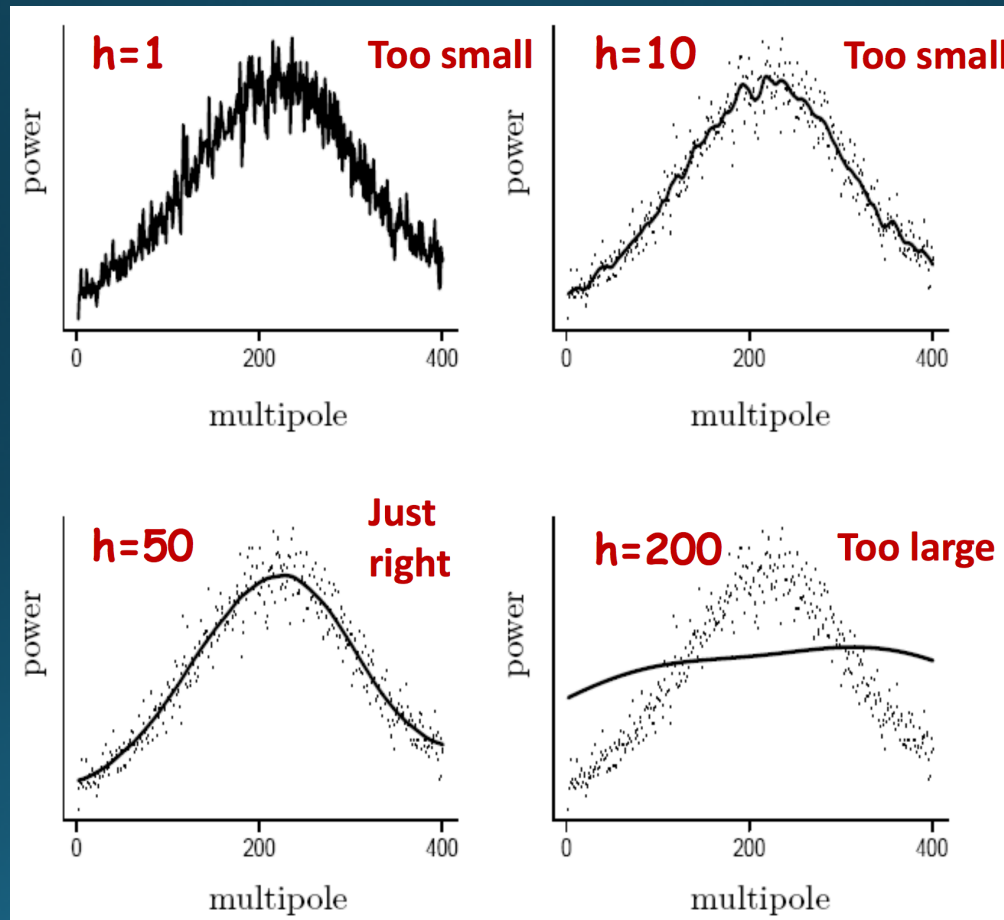 h=1
Too small
power
0 200 400
multipole
h=10
Too small
power
0 200 400
multipole
h=50
Just
right
power
0 200 400
multipole
h=200
Too large
power
0 200 400
multipole